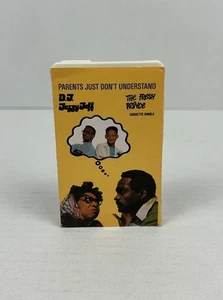 PARENTS JUST DON'T UNDERSTAND
D.J.
Jazzy Jeff
THE FRESH
PRINCE
CASSETTE SINGLE